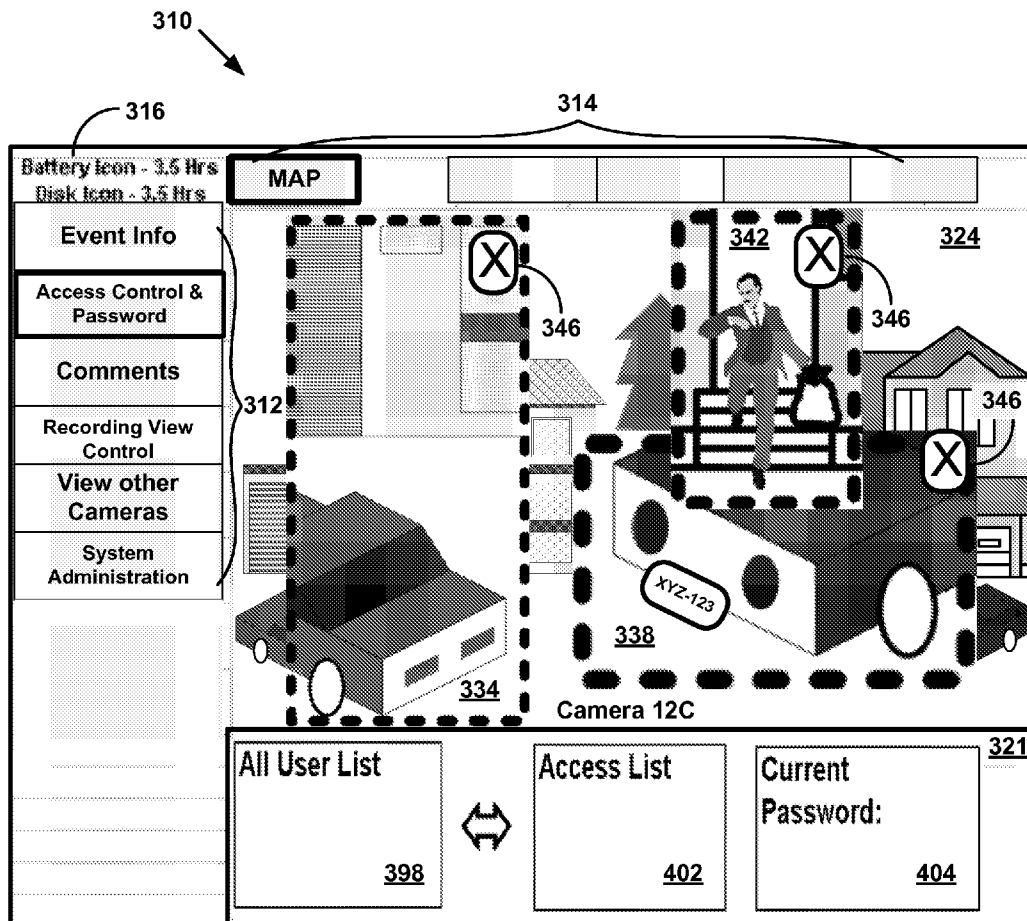 310
316
314
Battery Icon - 3.5 Hrs
Disk Icon - 3.5 Hrs
MAP
Event Info
342
X
324
X
346
346
Access Control &
Password
Comments
312
346
X
Recording View
Control
View other
Cameras
System
Administration
XYZ-123
338
334
Camera 12C
321
All User List
Access List
Current
Password:
398
402
404